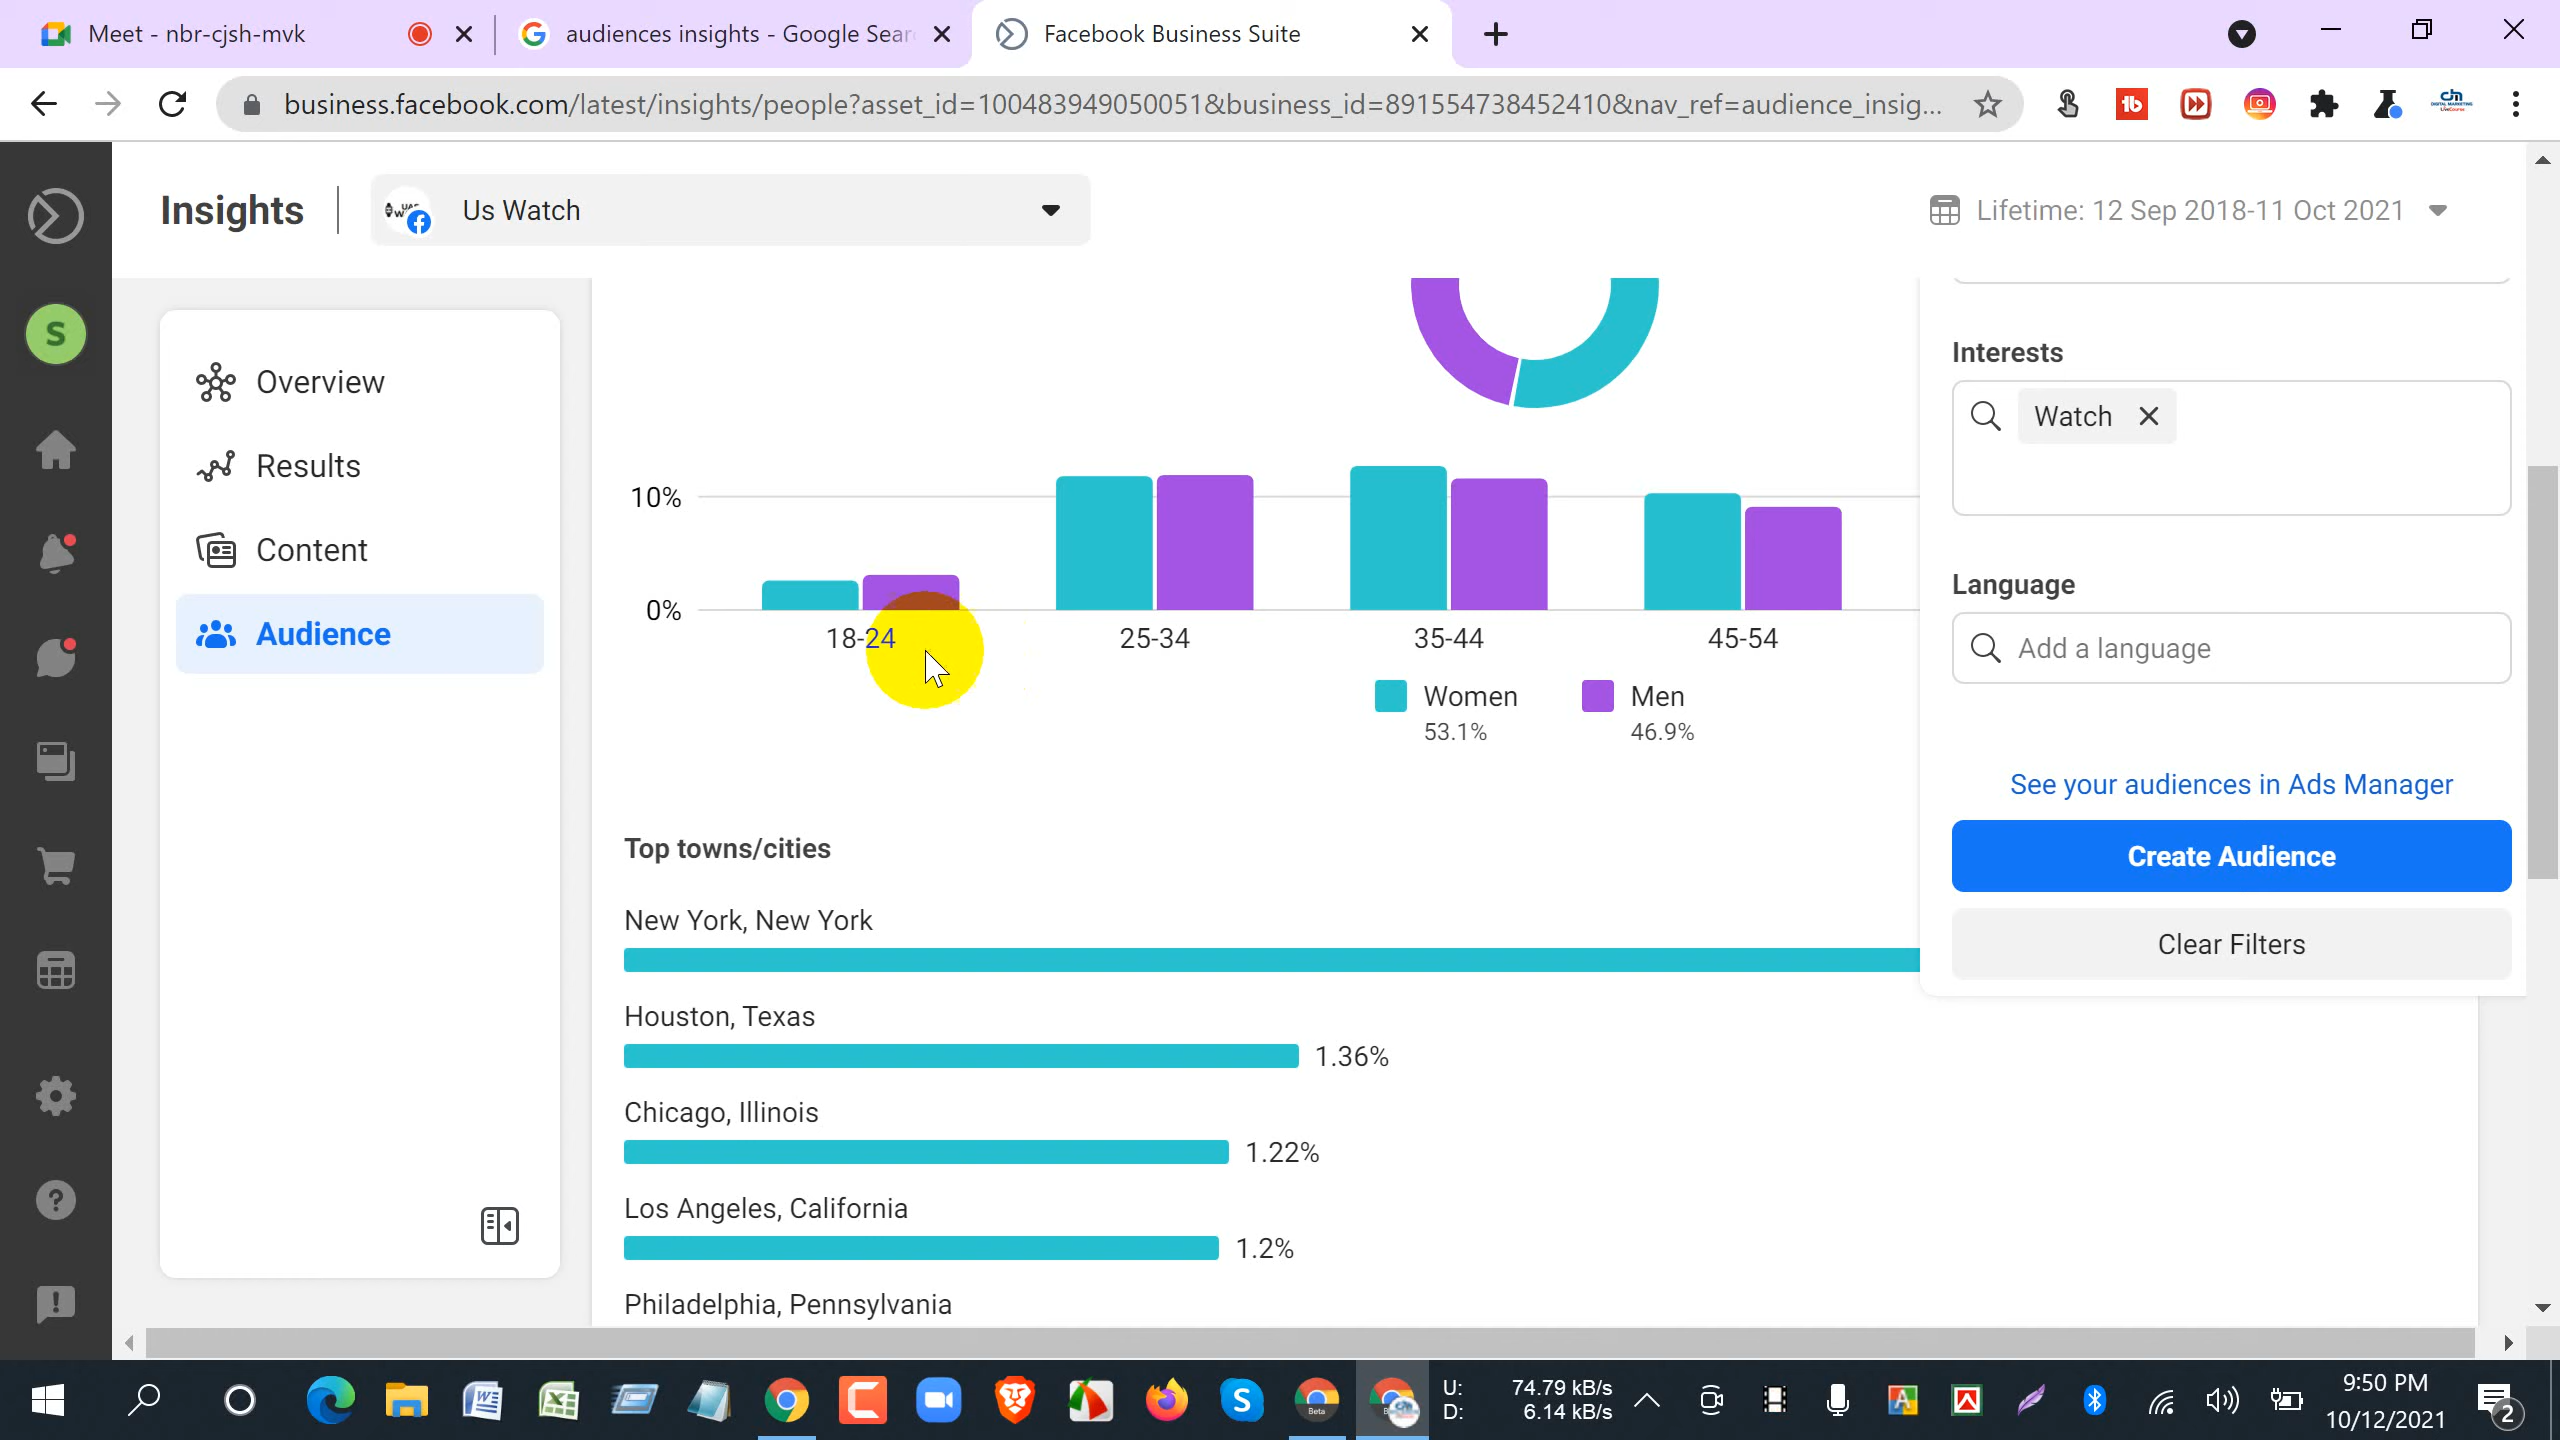 Meet - nbr-cjsh-mvk
audiences insights - Google Sear
Facebook Business Suite
business.facebook.com/latest/insights/people?asset_id=100483949050051&business_id=891554738452410&nav_ref=audience_insig...
Insights
Us Watch
Lifetime: 12 Sep 2018-11 Oct 2021
S
Overview
Results
Content
Audience
10%
0%
18-24
25-34
35-44
45-54
Women
53.1%
Men
46.9%
Top towns/cities
New York, New York
Houston, Texas
1.36%
Chicago, Illinois
1.22%
Los Angeles, California
1.2%
Philadelphia, Pennsylvania
Interests
Watch
Language
Add a language
See your audiences in Ads Manager
Create Audience
Clear Filters
U: 74.79 kB/s
D: 6.14 kB/s
9:50 PM
10/12/2021
2